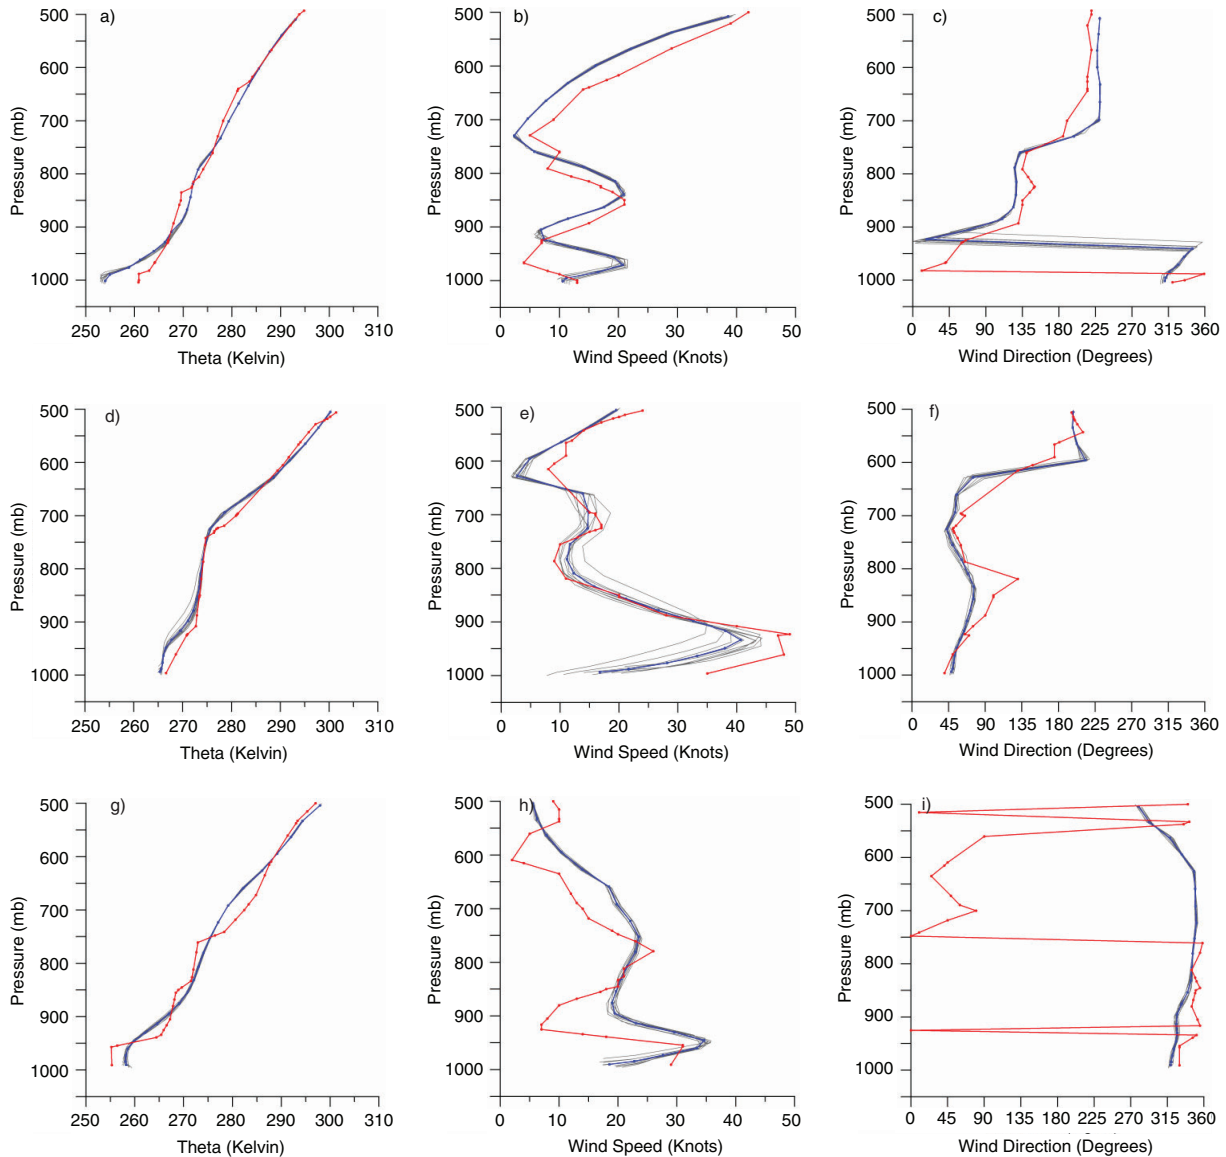 a)
500
600
700
800
900
1000
Pressure (mb)
250 260 270 280 290 300 310
Theta (Kelvin)
b)
500
600
700
800
900
1000
Pressure (mb)
0 10 20 30 40 50
Wind Speed (Knots)
c)
500
600
700
800
900
1000
Pressure (mb)
0 45 90 135 180 225 270 315 360
Wind Direction (Degrees)
d)
500
600
700
800
900
1000
Pressure (mb)
250 260 270 280 290 300 310
Theta (Kelvin)
e)
500
600
700
800
900
1000
Pressure (mb)
0 10 20 30 40 50
Wind Speed (Knots)
f)
500
600
700
800
900
1000
Pressure (mb)
0 45 90 135 180 225 270 315 360
Wind Direction (Degrees)
g)
500
600
700
800
900
1000
Pressure (mb)
250 260 270 280 290 300 310
Theta (Kelvin)
h)
500
600
700
800
900
1000
Pressure (mb)
0 10 20 30 40 50
Wind Speed (Knots)
i)
500
600
700
800
900
1000
Pressure (mb)
0 45 90 135 180 225 270 315 360
Wind Direction (Degrees)